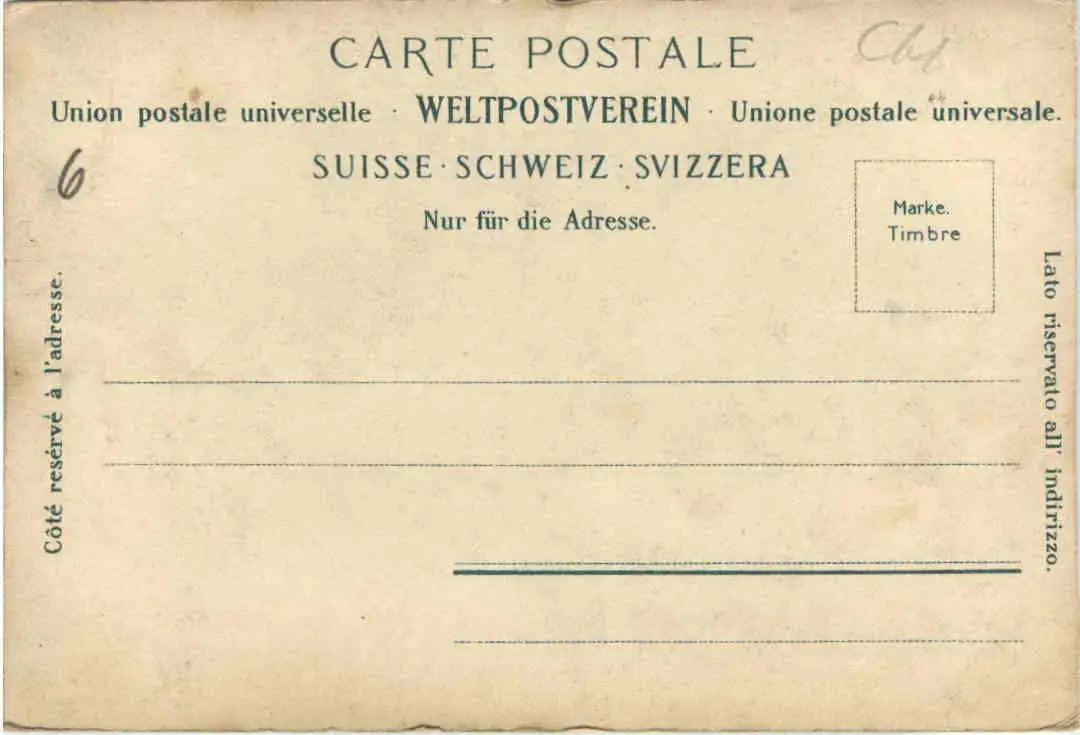 CARTE POSTALE
Union postale universelle · WELTPOSTVEREIN · Unione postale universale.
SUISSE · SCHWEIZ · SVIZZERA
Nur für die Adresse.
6
Marke.
Timbre
Côté resérvé à l'adresse.
Lato riservato all' indirizzo.